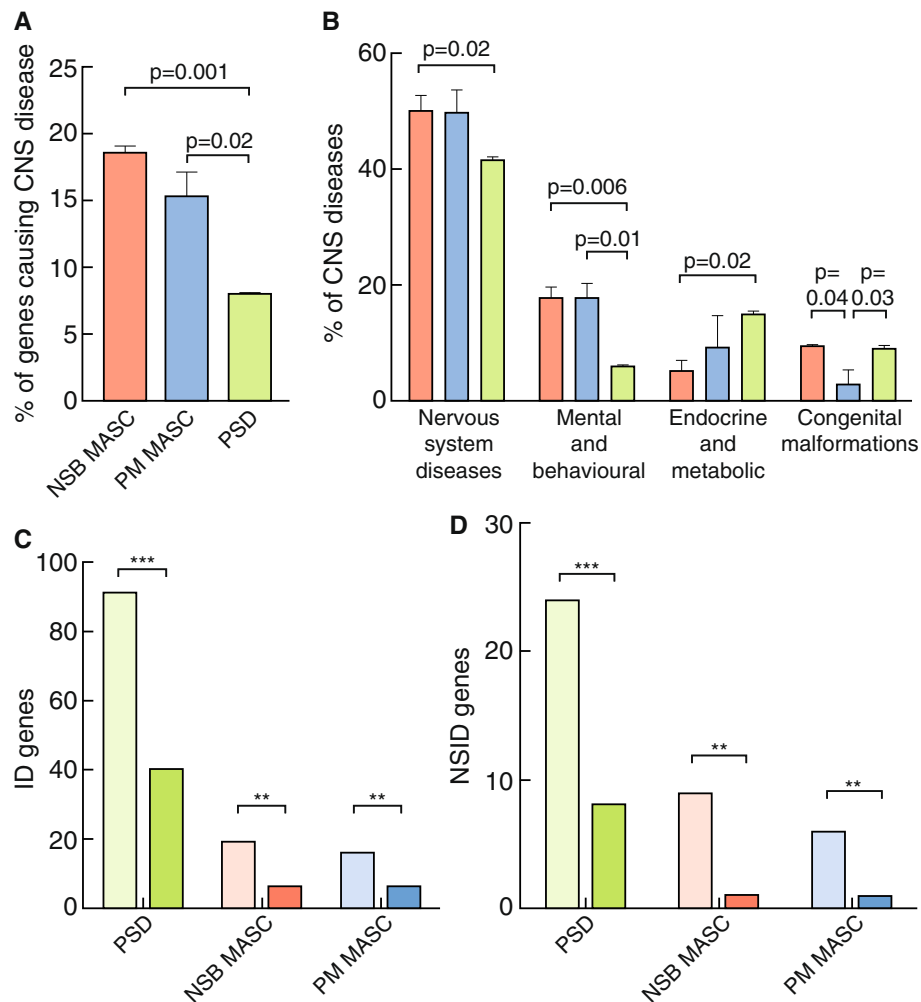 A
% of genes causing CNS disease
25
20
15
10
5
0
p=0.001
p=0.02
NSB MASC
PM MASC
PSD
B
% of CNS diseases
60
40
20
0
p=0.02
p=0.006
p=0.01
p=0.02
p=
0.04
p=
0.03
Nervous
system
diseases
Mental
and
behavioural
Endocrine
and
metabolic
Congenital
malformations
C
ID genes
100
80
60
40
20
0
***
**
**
PSD
NSB MASC
PM MASC
D
NSID genes
30
20
10
0
***
**
**
PSD
NSB MASC
PM MASC